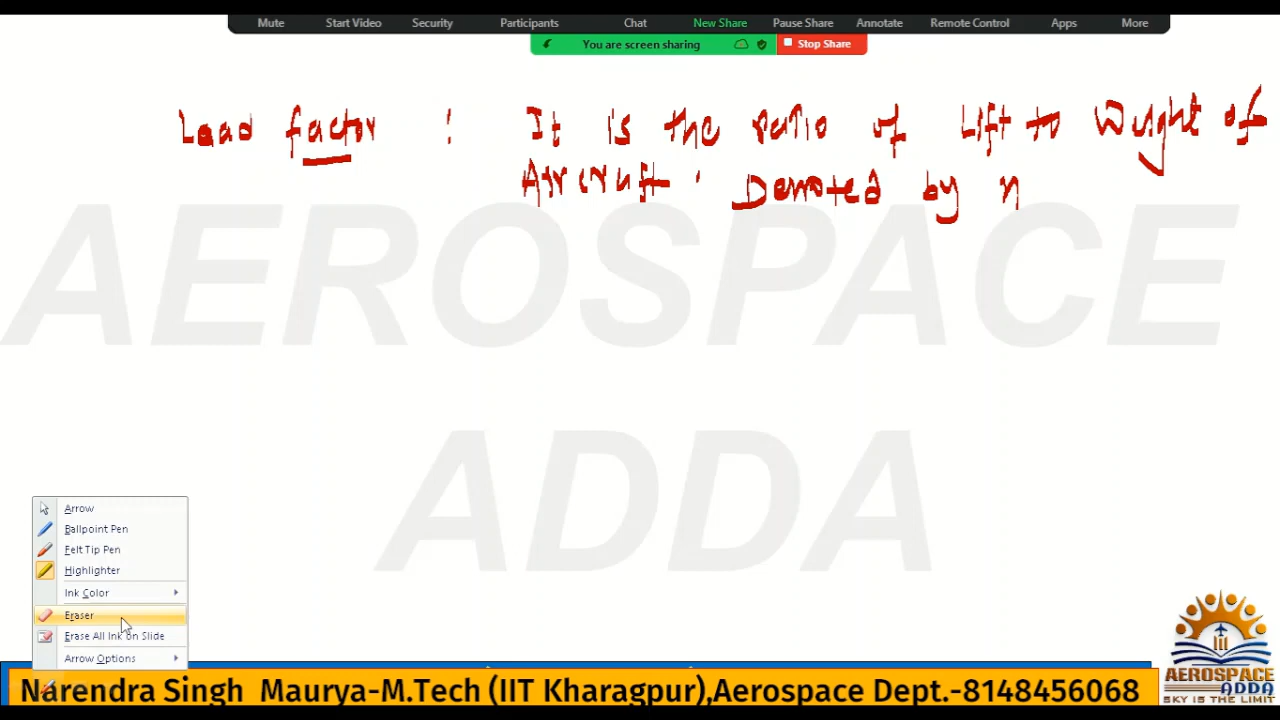 Mute Start Video Security Participants Chat New Share Pause Share Annotate Remote Control Apps More
You are screen sharing Stop Share
Load factor : It is the ratio of Lift to Weight of
Aircraft . Denoted by n
AEROSPACE
ADDA
Arrow
Ballpoint Pen
Felt Tip Pen
Highlighter
Ink Color
Eraser
Erase All Ink on Slide
Arrow Options
Narendra Singh Maurya-M.Tech (IIT Kharagpur),Aerospace Dept.-8148456068
AEROSPACE
ADDA
SKY IS THE LIMIT